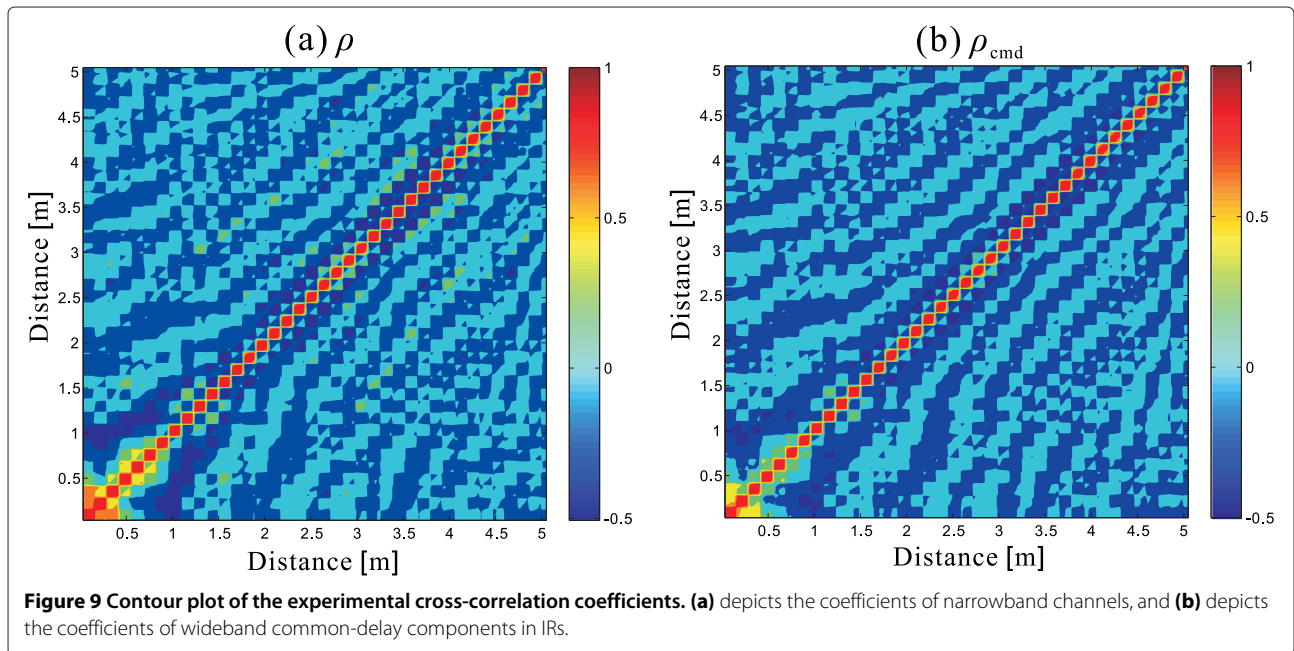 (a) ρ
5
4.5
4
3.5
3
2.5
2
1.5
1
0.5
Distance [m]
0.5 1 1.5 2 2.5 3 3.5 4 4.5 5
Distance [m]
1
0.5
0
-0.5
(b) ρcmd
5
4.5
4
3.5
3
2.5
2
1.5
1
0.5
Distance [m]
0.5 1 1.5 2 2.5 3 3.5 4 4.5 5
Distance [m]
1
0.5
0
-0.5
Figure 9 Contour plot of the experimental cross-correlation coefficients. (a) depicts the coefficients of narrowband channels, and (b) depicts
the coefficients of wideband common-delay components in IRs.